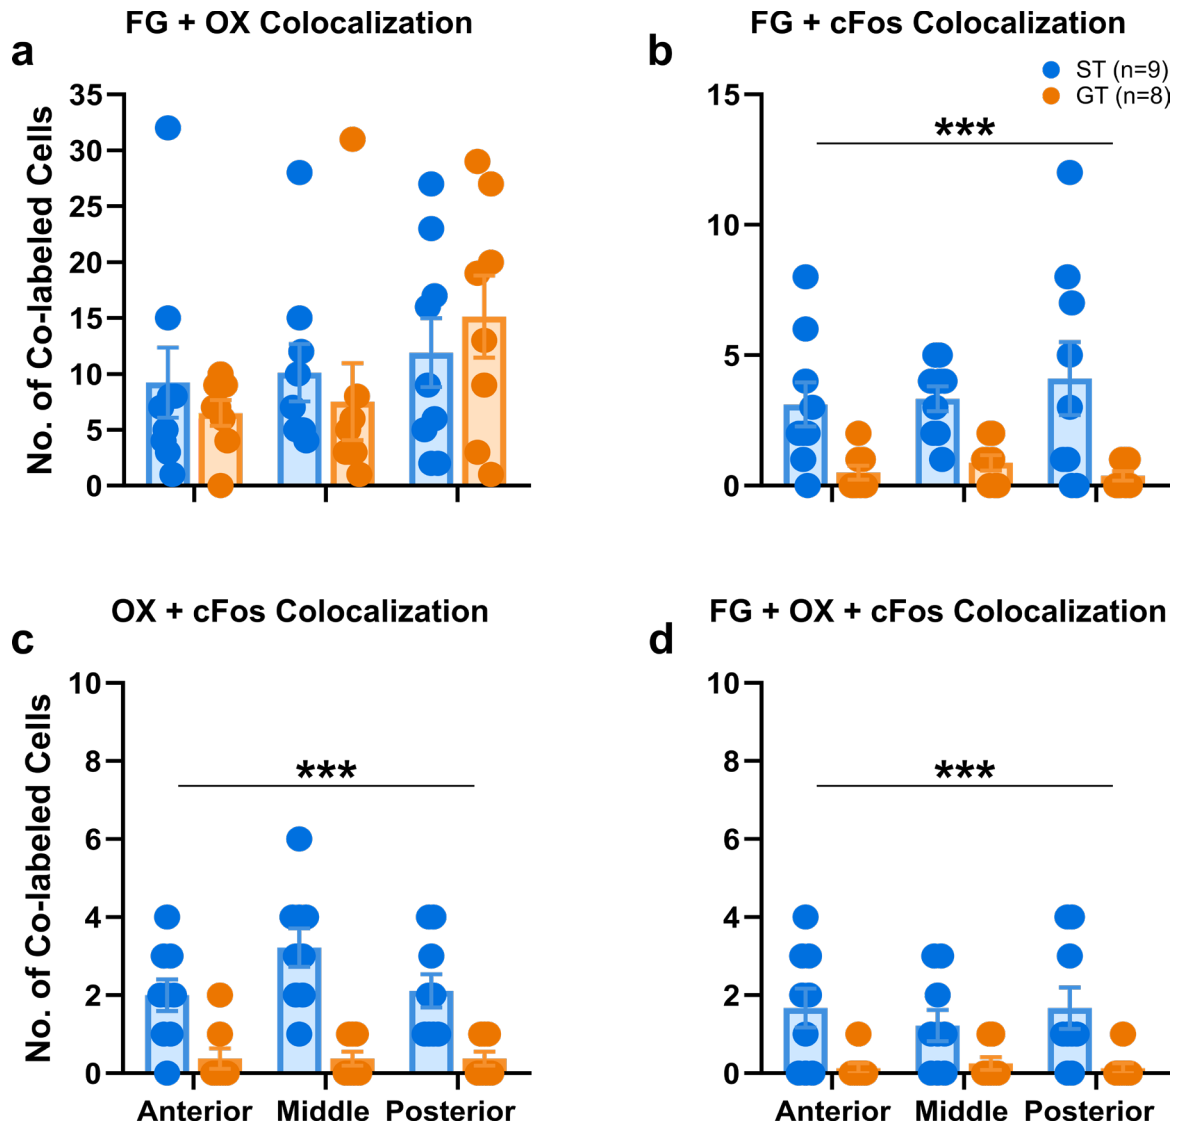 FG + OX Colocalization
a
No. of Co-labeled Cells
35
30
25
20
15
10
5
0
FG + cFos Colocalization
b
ST (n=9)
GT (n=8)
***
15
10
5
0
OX + cFos Colocalization
c
No. of Co-labeled Cells
10
8
6
4
2
0
***
Anterior Middle Posterior
FG + OX + cFos Colocalization
d
10
8
6
4
2
0
***
Anterior Middle Posterior